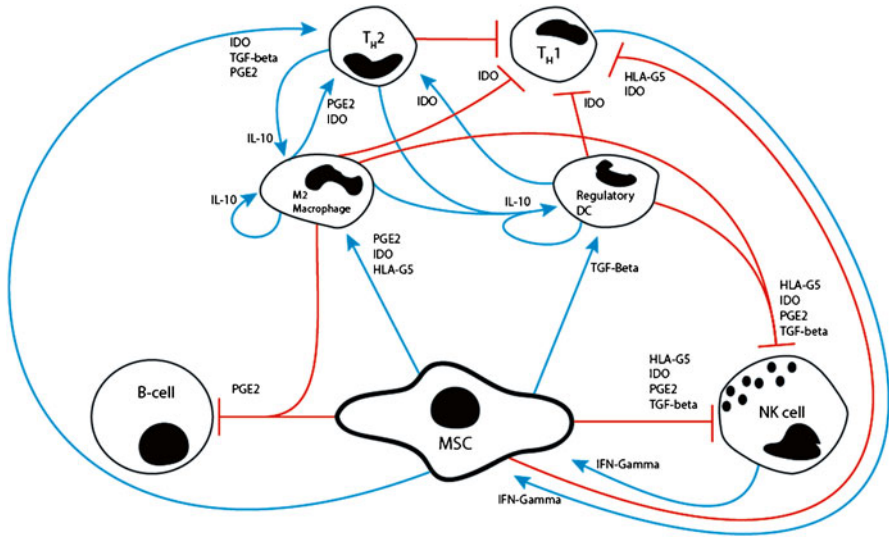 IDO
TGF-beta
PGE2
T_H2
T_H1
IDO
HLA-G5
IDO
PGE2
IDO
IDO
IDO
IL-10
IL-10
M2
Macrophage
IL-10
Regulatory
DC
PGE2
IDO
HLA-G5
TGF-Beta
HLA-G5
IDO
PGE2
TGF-beta
HLA-G5
IDO
PGE2
TGF-beta
B-cell
PGE2
MSC
NK cell
IFN-Gamma
IFN-Gamma